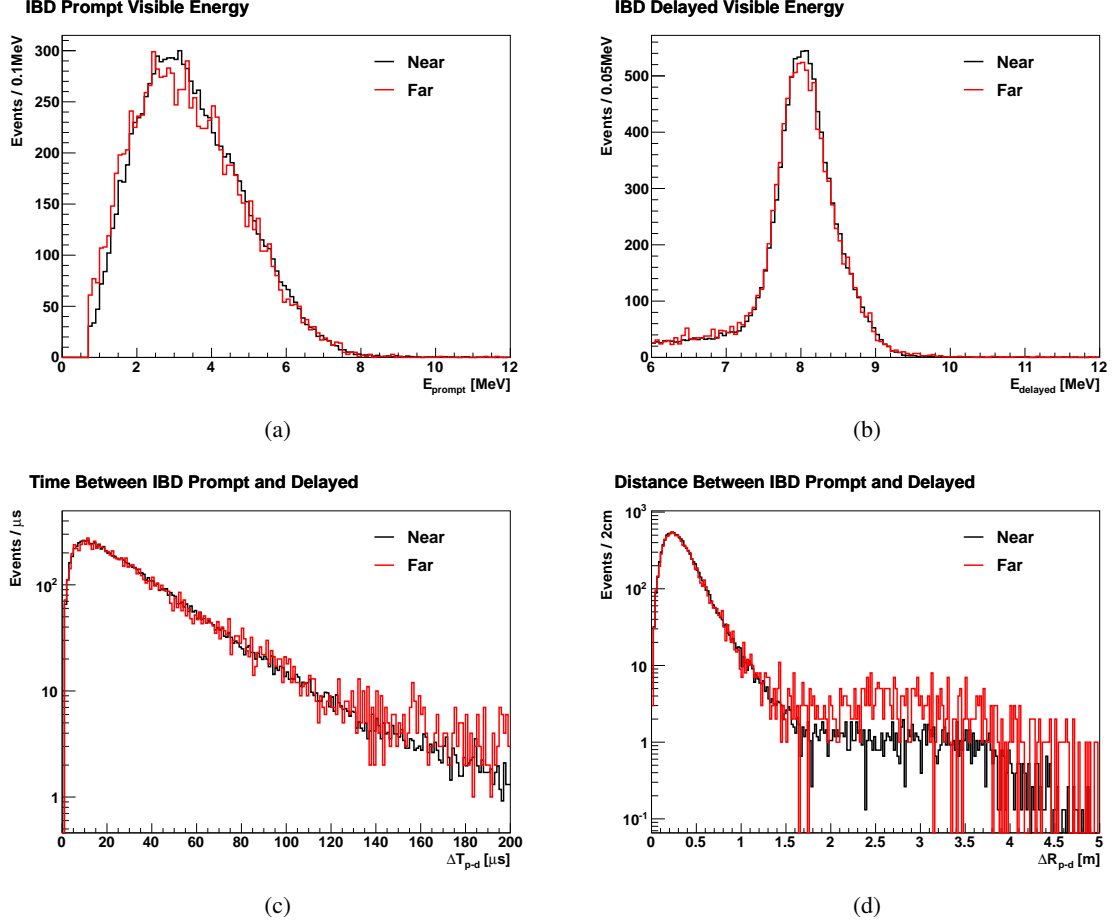 IBD Prompt Visible Energy
Events / 0.1MeV
300
250
200
150
100
50
0
Near
Far
0 2 4 6 8 10 12
E_prompt [MeV]
(a)
IBD Delayed Visible Energy
Events / 0.05MeV
500
400
300
200
100
0
Near
Far
6 7 8 9 10 11 12
E_delayed [MeV]
(b)
Time Between IBD Prompt and Delayed
Events / μs
10²
10
1
Near
Far
0 20 40 60 80 100 120 140 160 180 200
ΔT_p-d [μs]
(c)
Distance Between IBD Prompt and Delayed
Events / 2cm
10³
10²
10
1
10⁻¹
Near
Far
0 0.5 1 1.5 2 2.5 3 3.5 4 4.5 5
ΔR_p-d [m]
(d)